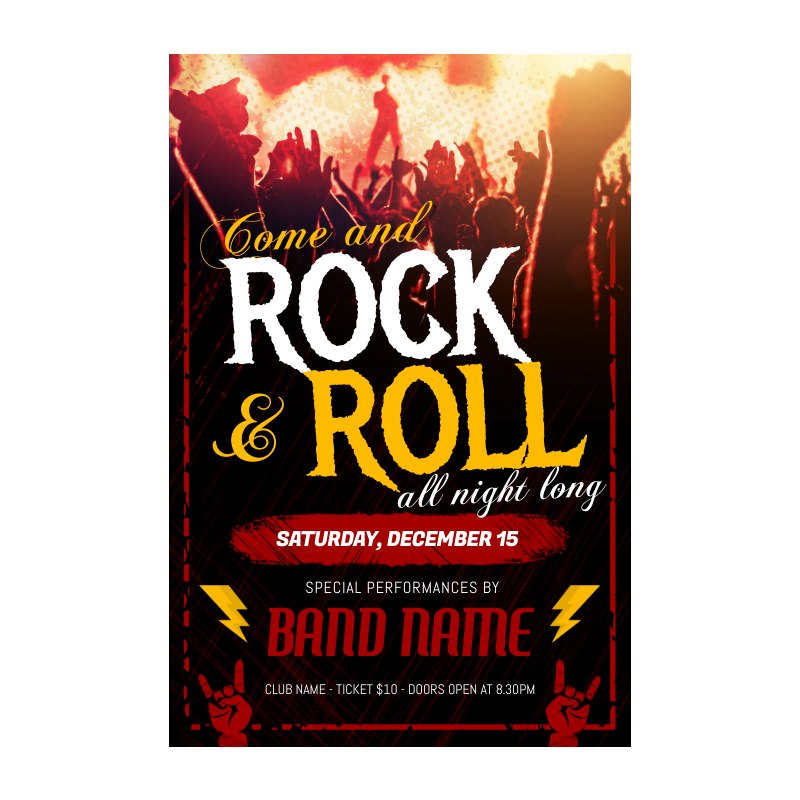 Come and
ROCK
& ROLL
all night long
SATURDAY, DECEMBER 15
SPECIAL PERFORMANCES BY
BAND NAME
CLUB NAME - TICKET $10 - DOORS OPEN AT 8.30PM